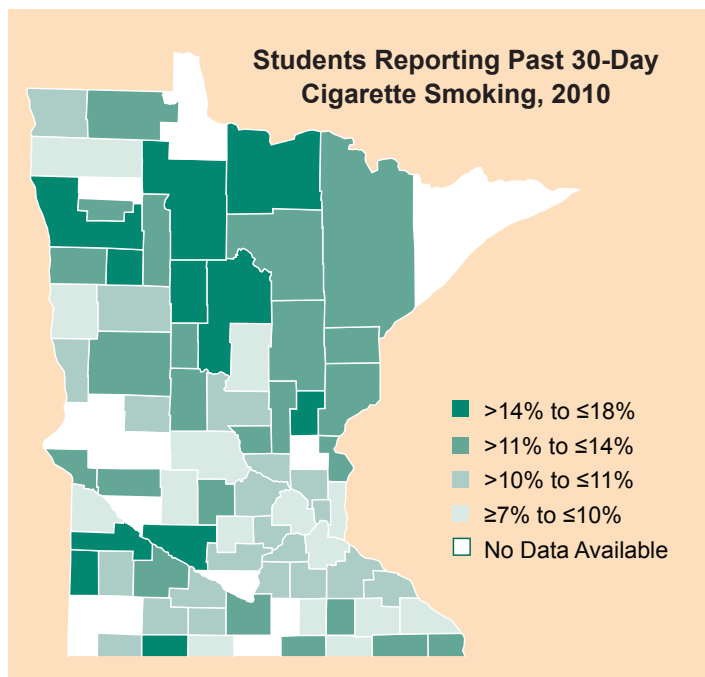 Students Reporting Past 30-Day
Cigarette Smoking, 2010
>14% to ≤18%
>11% to ≤14%
>10% to ≤11%
≥7% to ≤10%
No Data Available